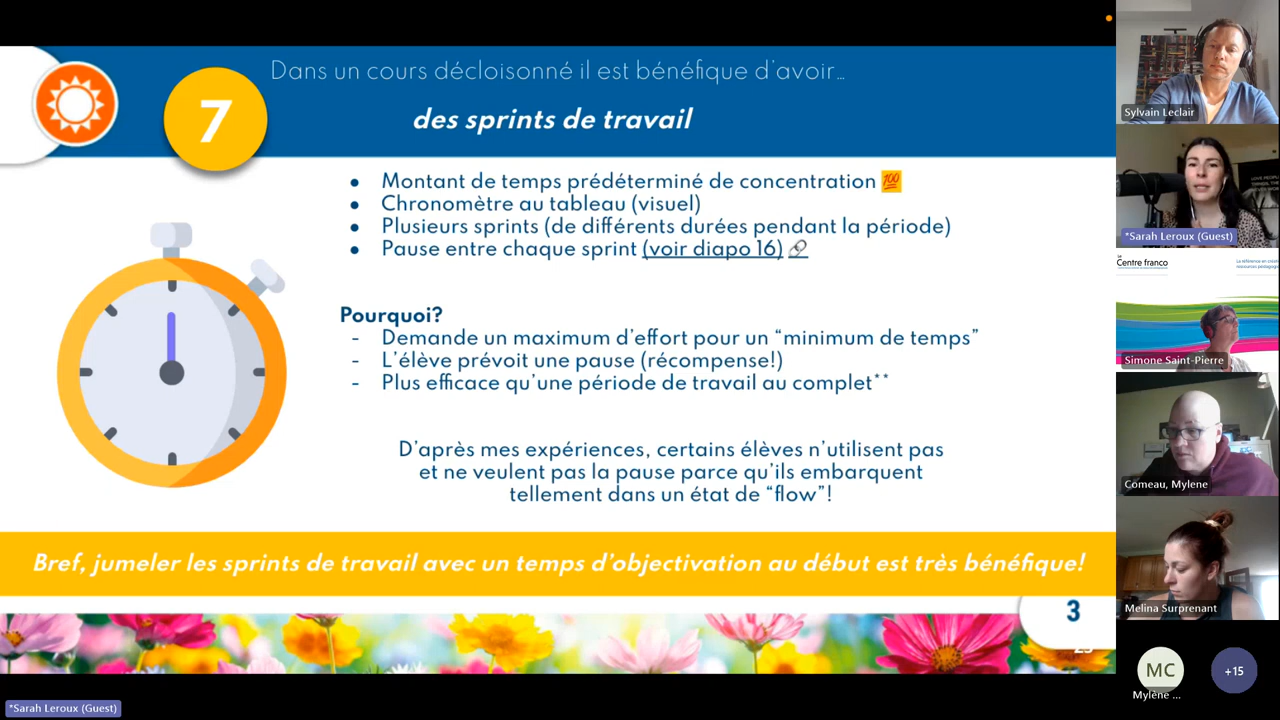 Dans un cours décloisonné il est bénéfique d'avoir...
7
des sprints de travail
● Montant de temps prédéterminé de concentration 💯
● Chronomètre au tableau (visuel)
● Plusieurs sprints (de différents durées pendant la période)
● Pause entre chaque sprint (voir diapo 16) 🔗
Pourquoi?
- Demande un maximum d'effort pour un “minimum de temps”
- L'élève prévoit une pause (récompense!)
- Plus efficace qu'une période de travail au complet**
D'après mes expériences, certains élèves n'utilisent pas
et ne veulent pas la pause parce qu'ils embarquent
tellement dans un état de “flow”!
Bref, jumeler les sprints de travail avec un temps d'objectivation au début est très bénéfique!
3
*Sarah Leroux (Guest)
Sylvain Leclair
*Sarah Leroux (Guest)
Le
Centre franco
Simone Saint-Pierre
Comeau, Mylene
Melina Surprenant
MC
Mylène ...
+15